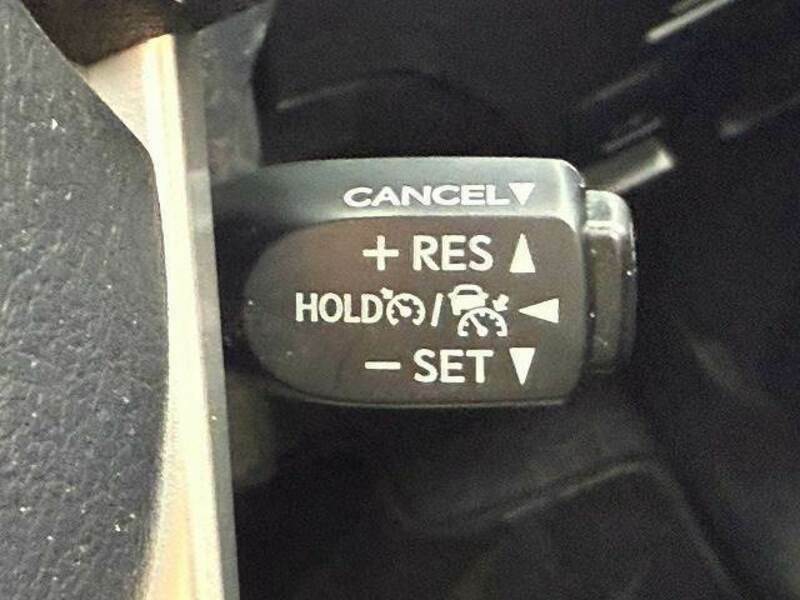 CANCEL▼
+ RES ▲
HOLD / ◀
− SET ▼